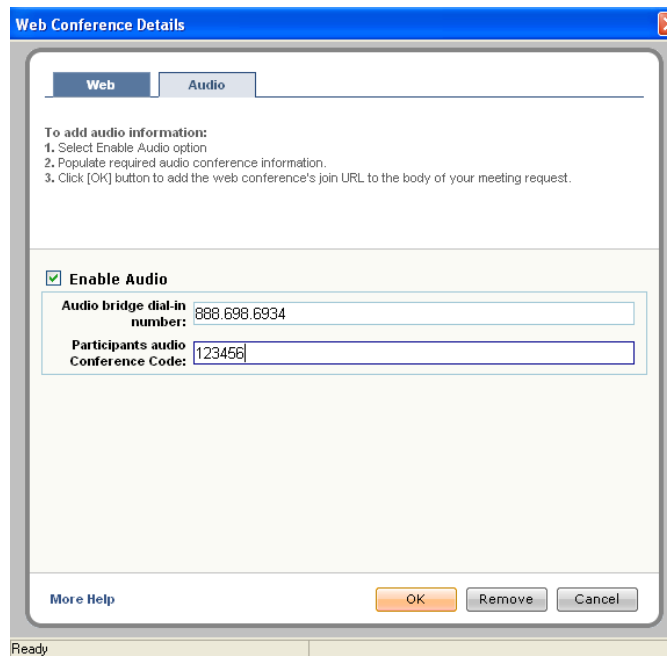 Web Conference Details
Web
Audio
To add audio information:
1. Select Enable Audio option
2. Populate required audio conference information.
3. Click [OK] button to add the web conference's join URL to the body of your meeting request.
Enable Audio
Audio bridge dial-in
number:
888.698.6934
Participants audio
Conference Code:
123456
More Help
OK
Remove
Cancel
Ready